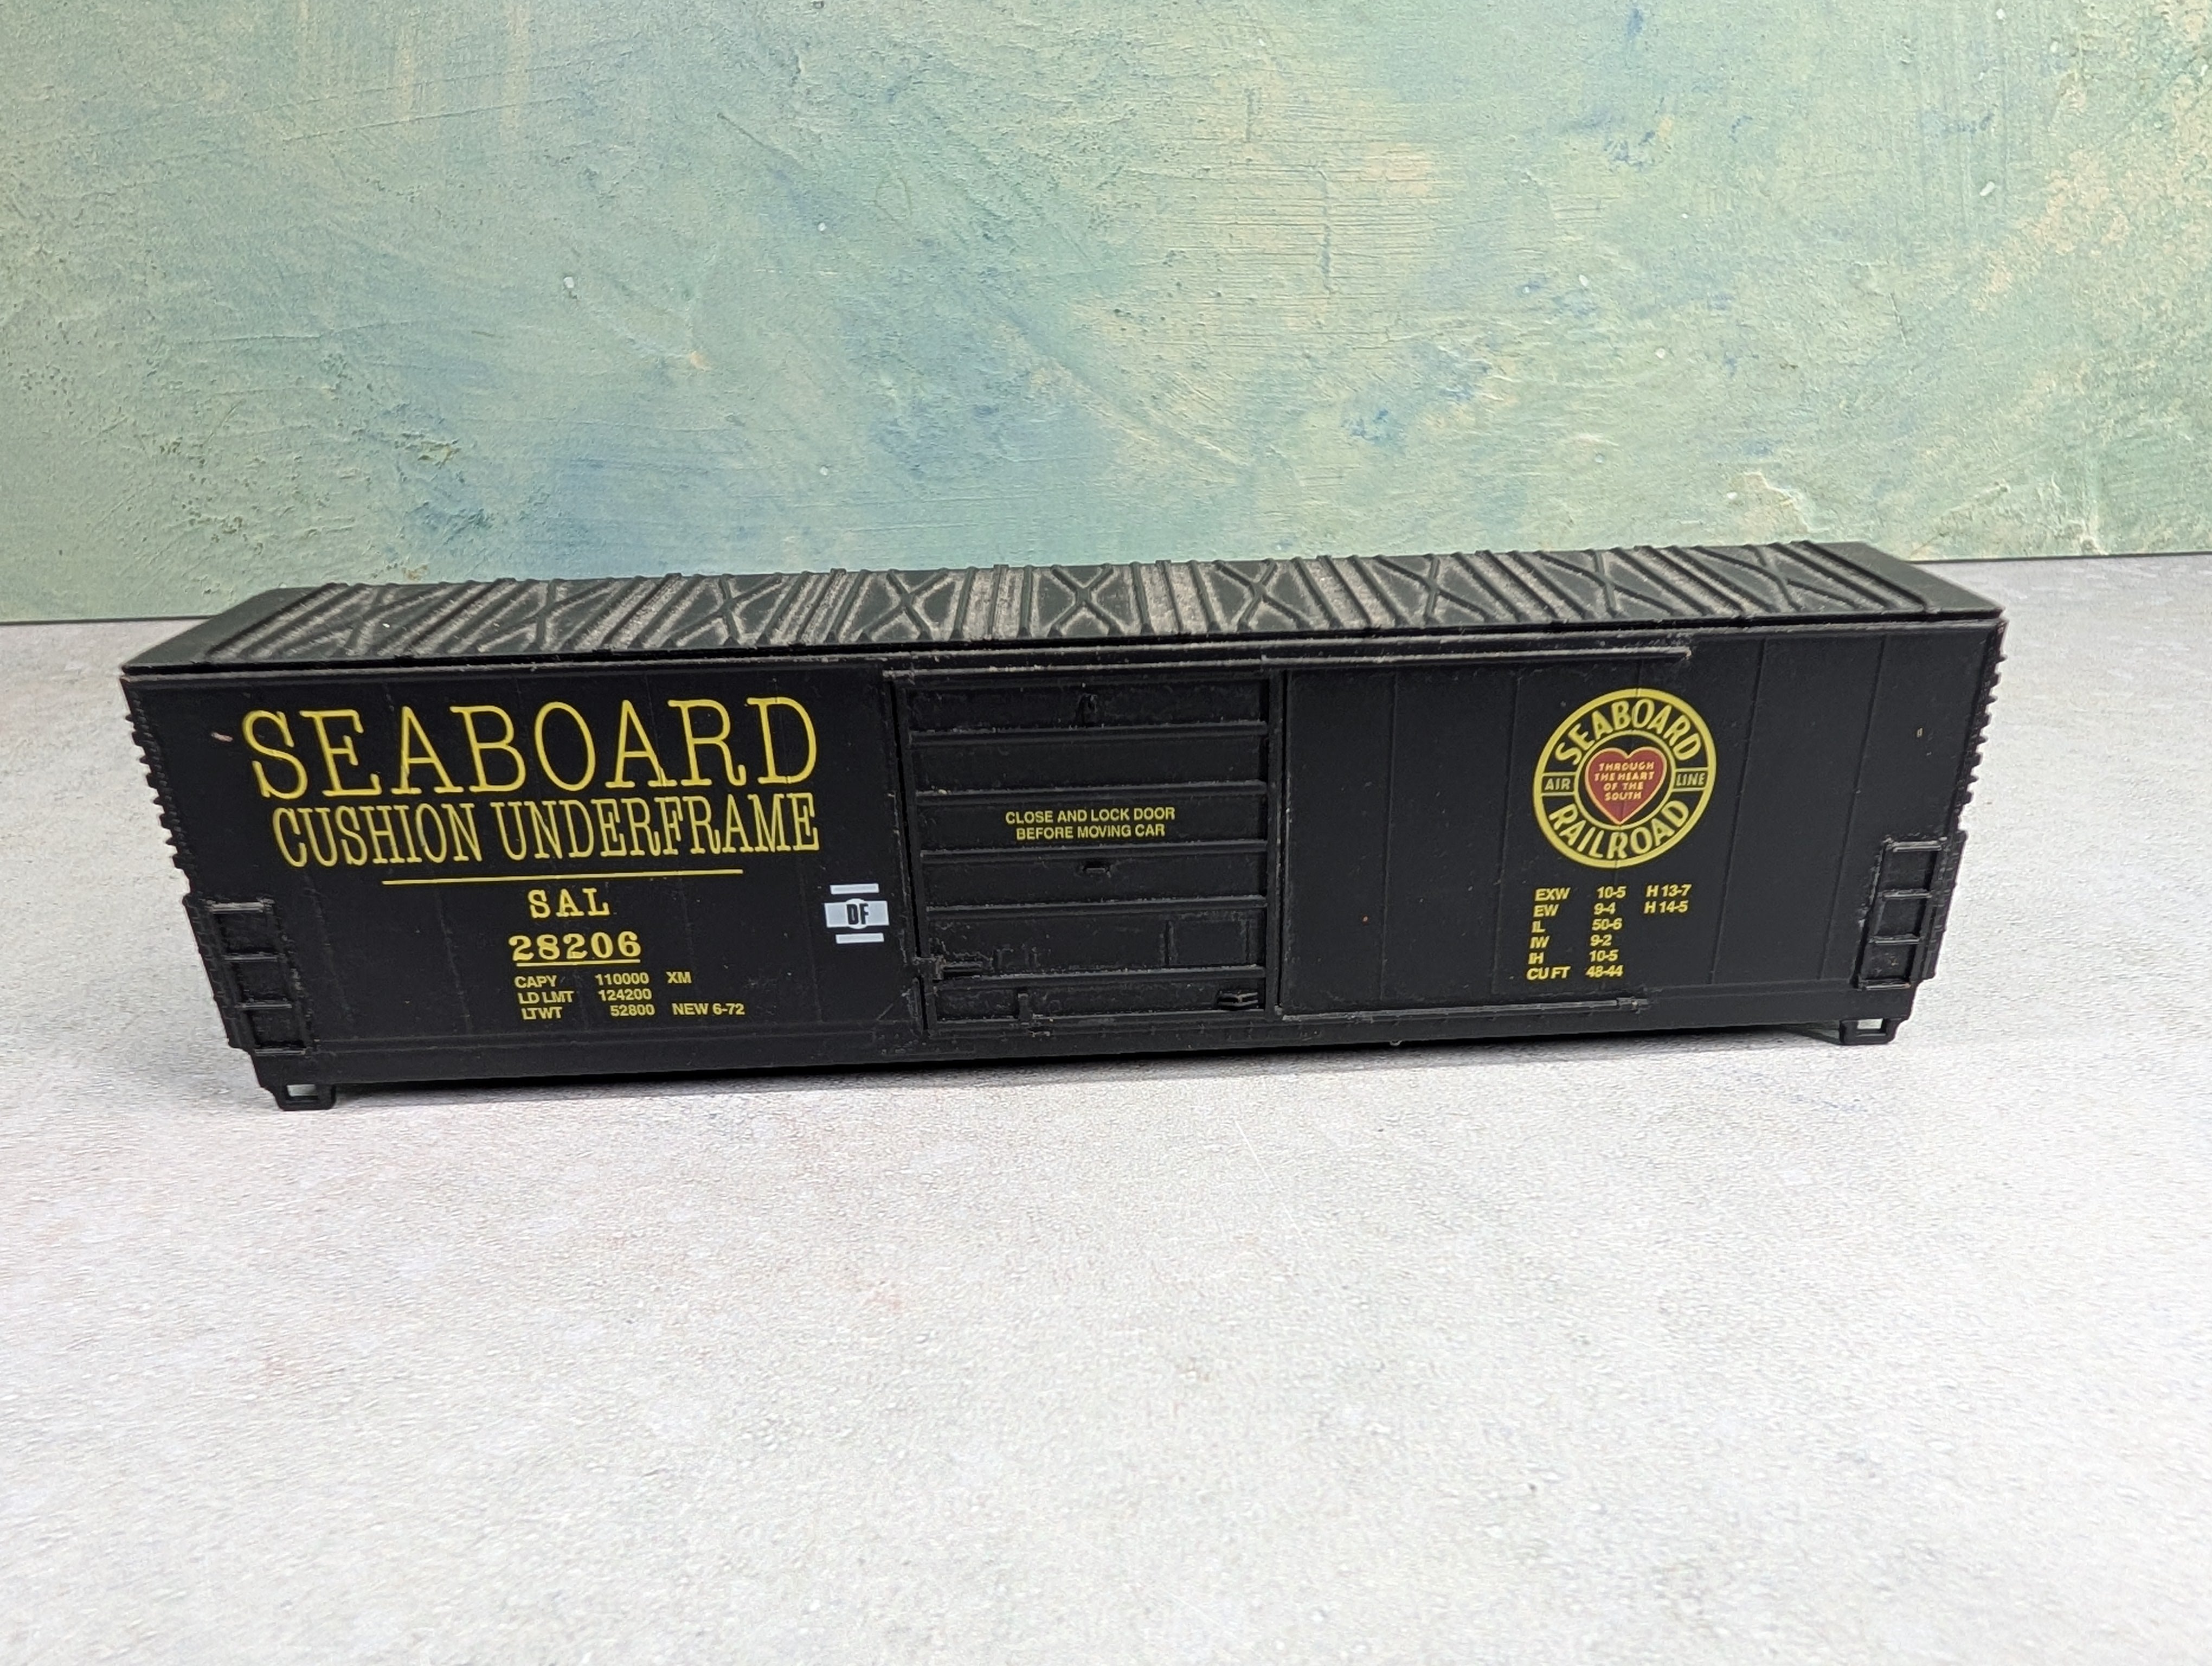 SEABOARD
CUSHION UNDERFRAME
SAL
28206
CAPY 110000 XM
LD LMT 124200
LTWT 52800 NEW 6-72
DF
CLOSE AND LOCK DOOR
BEFORE MOVING CAR
SEABOARD
AIR LINE
RAILROAD
THROUGH
THE HEART
OF THE
SOUTH
EXW 10-5 H 13-7
EW 9-4 H 14-5
IL 50-6
IW 9-2
IH 10-5
CU FT 48-44